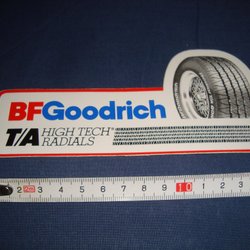 BFGoodrich
T/A HIGH TECH®
RADIALS
2 3 4 5 6 7 8 9 10 1 2 3